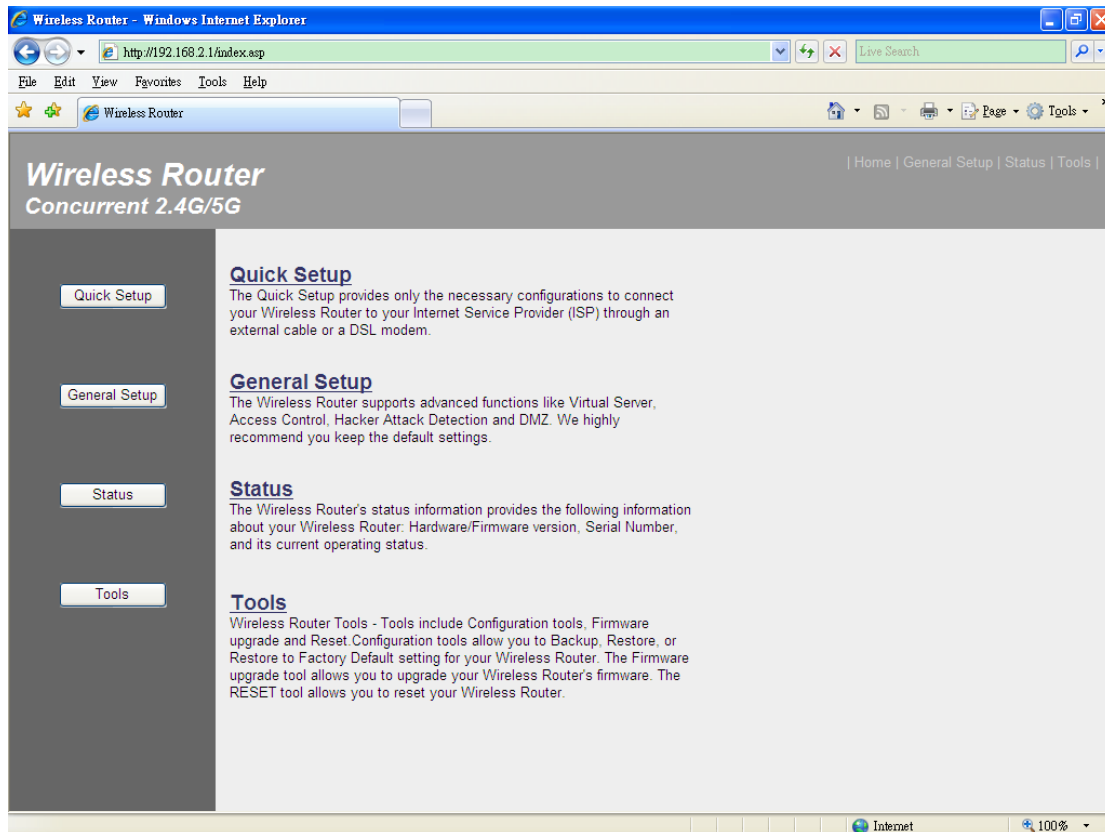 Wireless Router - Windows Internet Explorer
http://192.168.2.1/index.asp
Live Search
File Edit View Favorites Tools Help
Wireless Router
Page Tools
Wireless Router
Concurrent 2.4G/5G
| Home | General Setup | Status | Tools |
Quick Setup
Quick Setup
The Quick Setup provides only the necessary configurations to connect
your Wireless Router to your Internet Service Provider (ISP) through an
external cable or a DSL modem.
General Setup
General Setup
The Wireless Router supports advanced functions like Virtual Server,
Access Control, Hacker Attack Detection and DMZ. We highly
recommend you keep the default settings.
Status
Status
The Wireless Router's status information provides the following information
about your Wireless Router: Hardware/Firmware version, Serial Number,
and its current operating status.
Tools
Tools
Wireless Router Tools - Tools include Configuration tools, Firmware
upgrade and Reset.Configuration tools allow you to Backup, Restore, or
Restore to Factory Default setting for your Wireless Router. The Firmware
upgrade tool allows you to upgrade your Wireless Router's firmware. The
RESET tool allows you to reset your Wireless Router.
Internet
100%